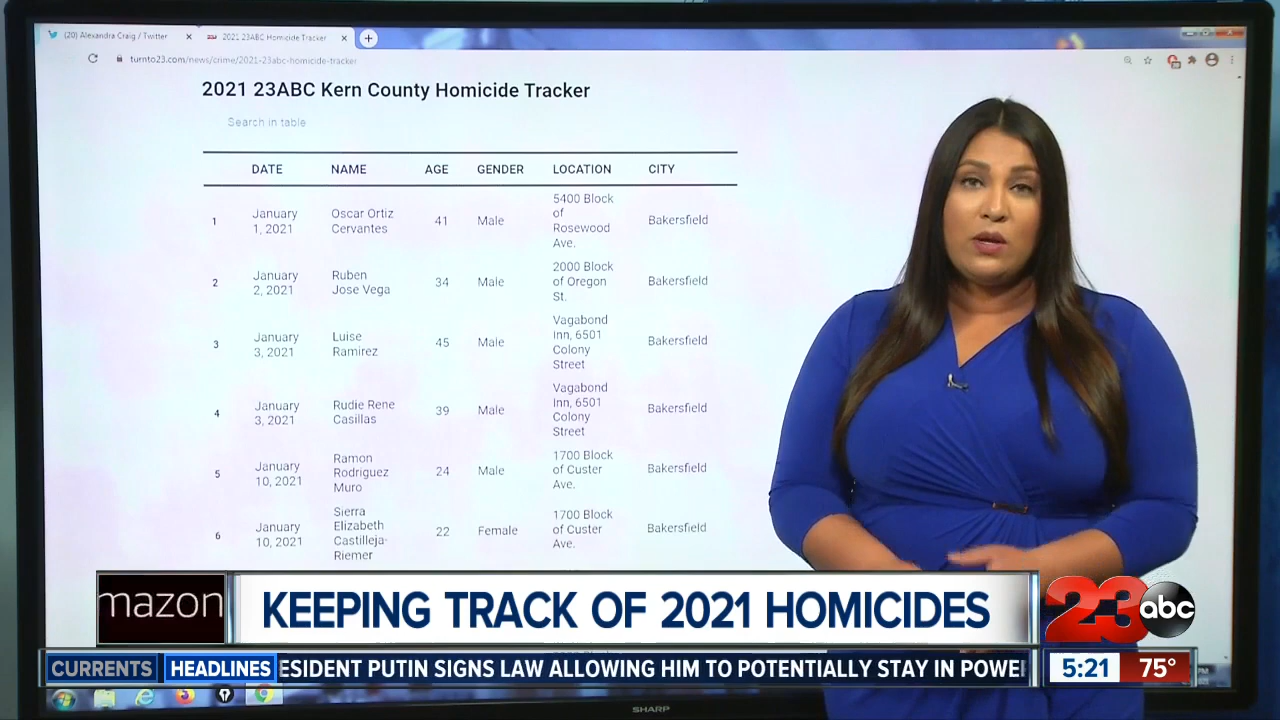 (20) Alexandra Craig / Twitter
2021 23ABC Homicide Tracker
turnto23.com/news/crime/2021-23abc-homicide-tracker
2021 23ABC Kern County Homicide Tracker
Search in table
DATE NAME AGE GENDER LOCATION CITY
1 January 1, 2021 Oscar Ortiz Cervantes 41 Male 5400 Block of Rosewood Ave. Bakersfield
2 January 2, 2021 Ruben Jose Vega 34 Male 2000 Block of Oregon St. Bakersfield
3 January 3, 2021 Luise Ramirez 45 Male Vagabond Inn, 6501 Colony Street Bakersfield
4 January 3, 2021 Rudie Rene Casillas 39 Male Vagabond Inn, 6501 Colony Street Bakersfield
5 January 10, 2021 Ramon Rodriguez Muro 24 Male 1700 Block of Custer Ave. Bakersfield
6 January 10, 2021 Sierra Elizabeth Castilleja-Riemer 22 Female 1700 Block of Custer Ave. Bakersfield
mazon
KEEPING TRACK OF 2021 HOMICIDES
23 abc
CURRENTS HEADLINES ESIDENT PUTIN SIGNS LAW ALLOWING HIM TO POTENTIALLY STAY IN POWE
5:21 75°
SHARP